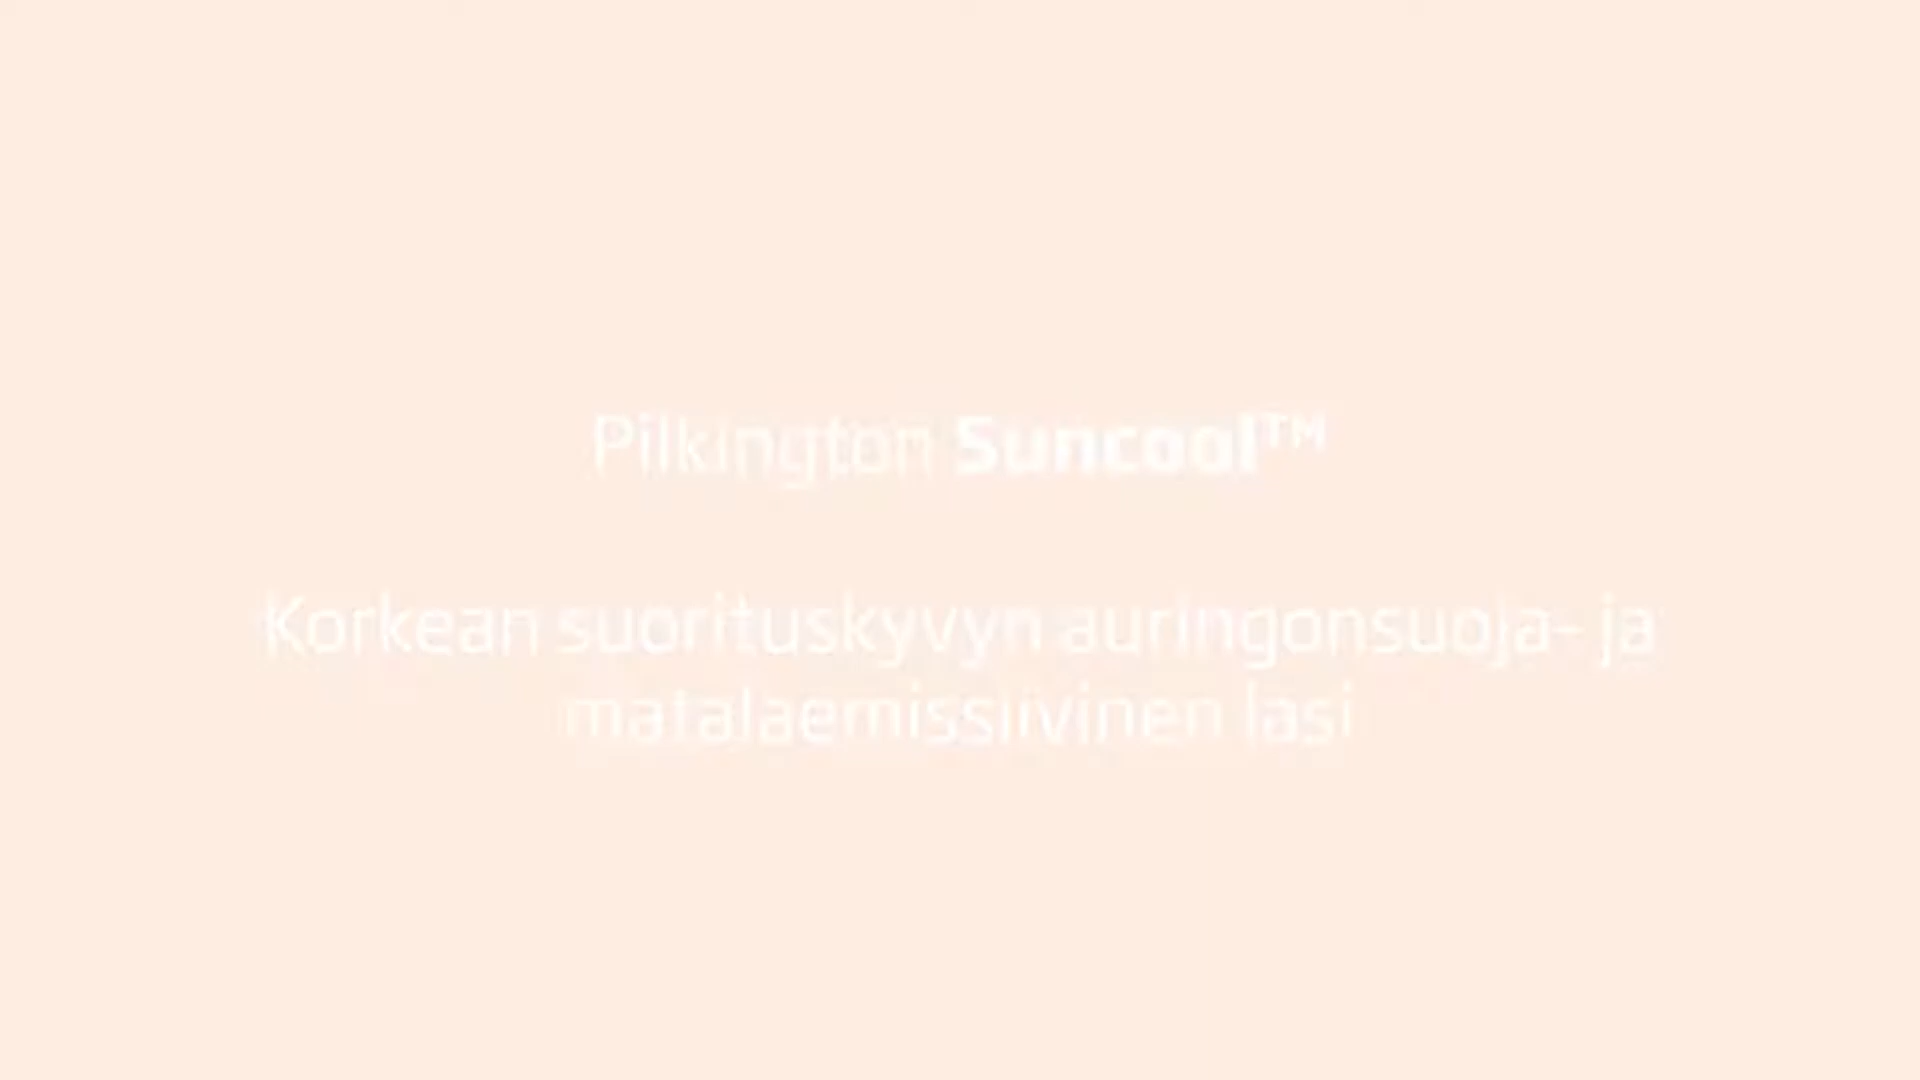 Pilkington Suncool™
Korkean suorituskyvyn auringonsuoja- ja
matalaemissiivinen lasi